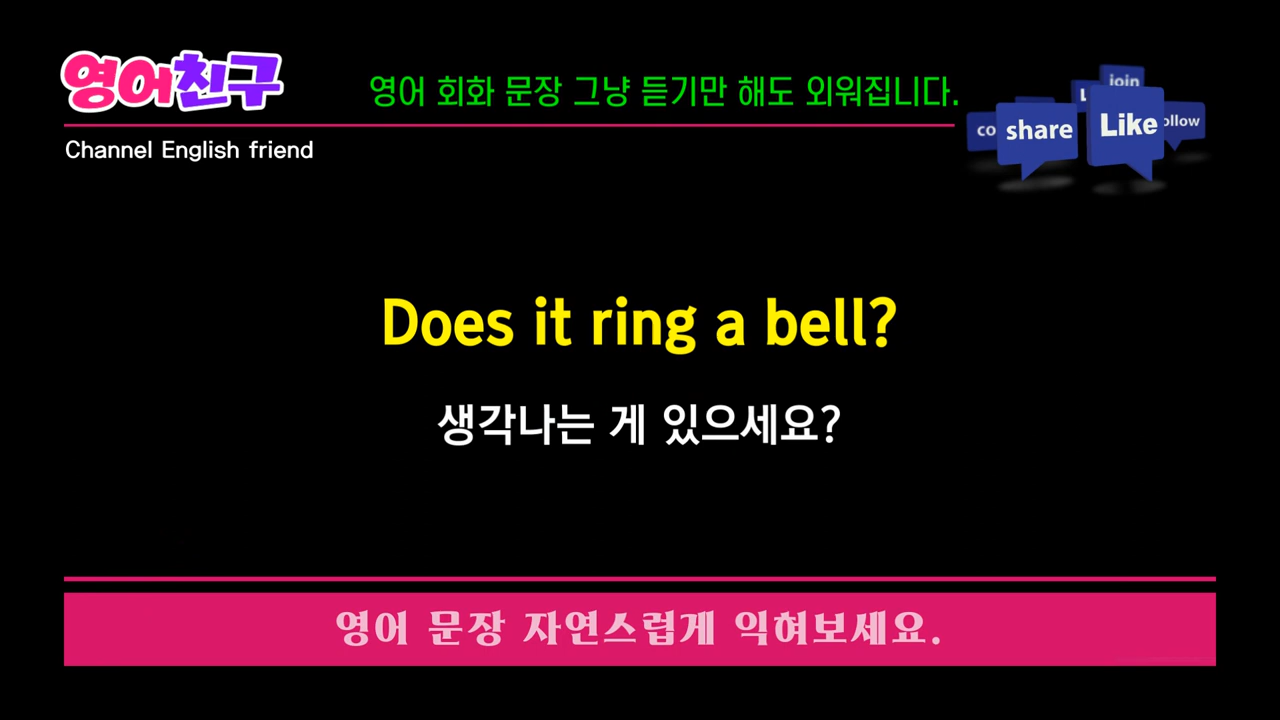 영어친구
영어 회화 문장 그냥 듣기만 해도 외워집니다.
Channel English friend
join
L
co
share
Like
ollow
Does it ring a bell?
생각나는 게 있으세요?
영어 문장 자연스럽게 익혀보세요.